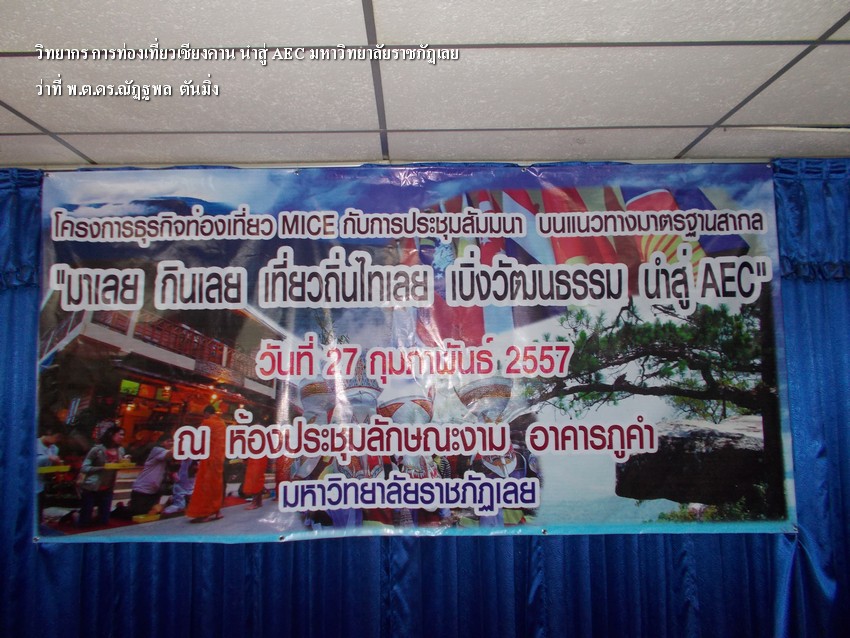 วิทยากร การท่องเที่ยวเชียงคาน นำสู่ AEC มหาวิทยาลัยราชภัฏเลย
ว่าที่ พ.ต.ดร.ณัฏฐพล ตันมิ่ง
โครงการธุรกิจท่องเที่ยว MICE กับการประชุมสัมมนา บนแนวทางมาตรฐานสากล
"มาเลย กินเลย เที่ยวถิ่นไทเลย เบิ่งวัฒนธรรม นำสู่ AEC"
วันที่ 27 กุมภาพันธ์ 2557
ณ ห้องประชุมลักษณะงาม อาคารภูคำ
มหาวิทยาลัยราชภัฏเลย